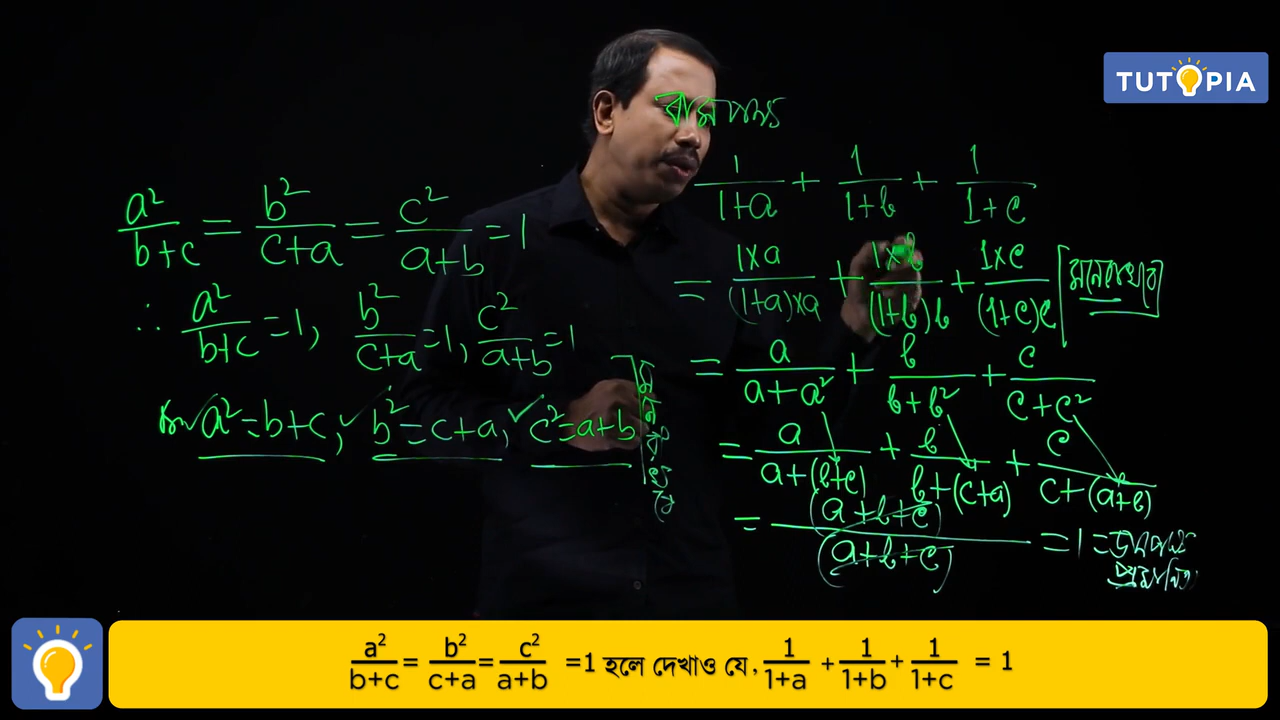 TUTOPIA
a²/b+c = b²/c+a = c²/a+b = 1
∴ a²/b+c = 1, b²/c+a = 1, c²/a+b = 1
a² = b+c, b² = c+a, c² = a+b
বামপক্ষ
1/1+a + 1/1+b + 1/1+c
= 1×a/(1+a)×a + 1×b/(1+b)b + 1×c/(1+c)c
= a/a+a² + b/b+b² + c/c+c²
= a/a+(b+c) + b/b+(c+a) + c/c+(a+b)
= (a+b+c)/(a+b+c) = 1 = ডানপক্ষ
প্রমাণিত
a²/b+c = b²/c+a = c²/a+b =1 হলে দেখাও যে, 1/1+a + 1/1+b + 1/1+c = 1